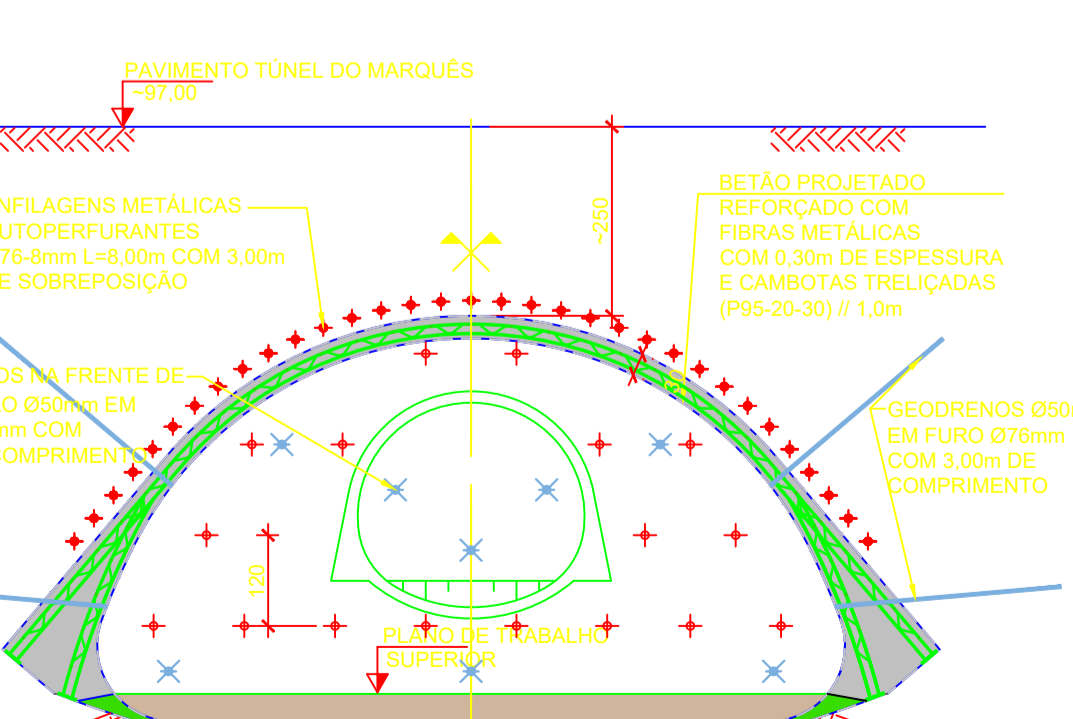 PAVIMENTO TÚNEL DO MARQUÊS
~97,00
NFILAGENS METÁLICAS
UTOPERFURANTES
76-8mm L=8,00m COM 3,00m
E SOBREPOSIÇÃO
~250
BETÃO PROJETADO
REFORÇADO COM
FIBRAS METÁLICAS
COM 0,30m DE ESPESSURA
E CAMBOTAS TRELIÇADAS
(P95-20-30) // 1,0m
30
OS NA FRENTE DE
O Ø50mm EM
mm COM
COMPRIMENTO
GEODRENOS Ø50
EM FURO Ø76mm
COM 3,00m DE
COMPRIMENTO
120
PLANO DE TRABALHO
SUPERIOR